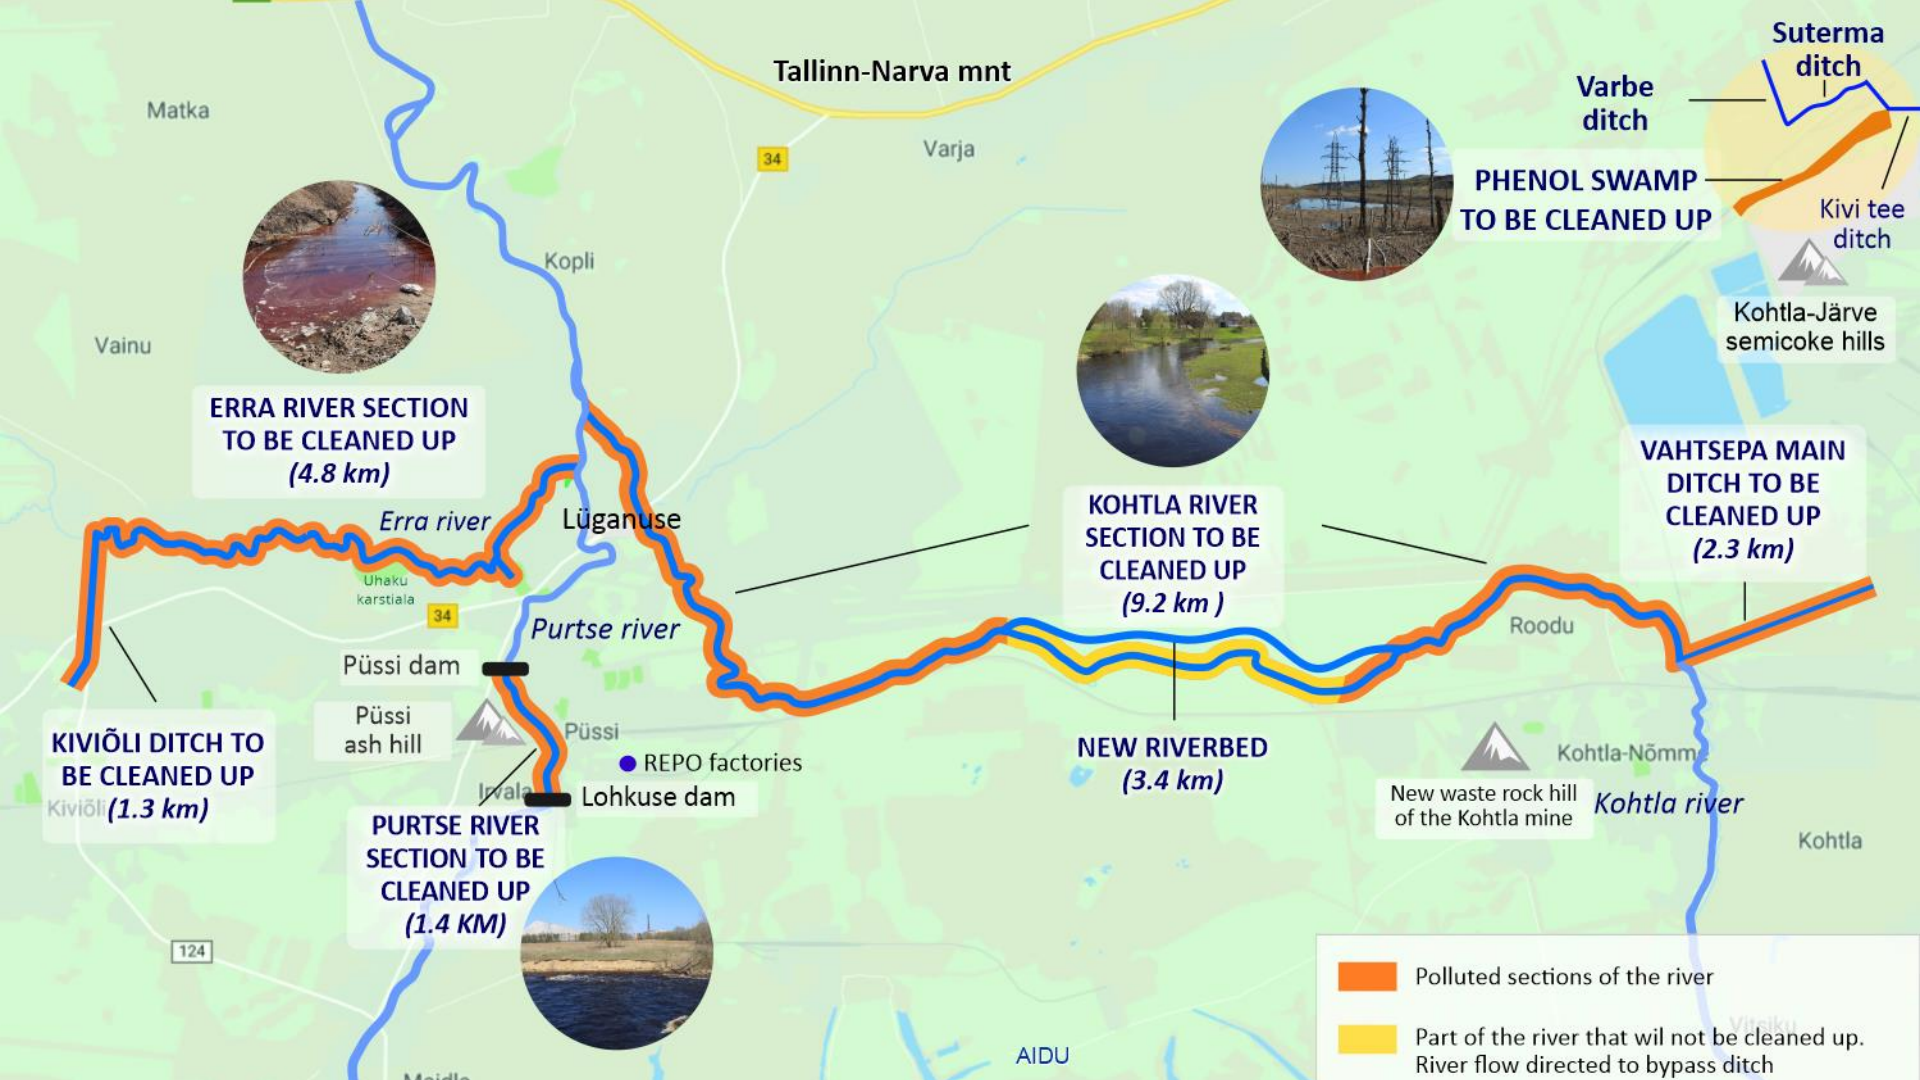 Tallinn-Narva mnt
Suterma
ditch
Varbe
ditch
PHENOL SWAMP
TO BE CLEANED UP
Kivi tee
ditch
Kohtla-Järve
semicoke hills
Matka
34
Varja
Kopli
Vainu
ERRA RIVER SECTION
TO BE CLEANED UP
(4.8 km)
Erra river
Lüganuse
Uhaku
karstiala
34
Purtse river
KOHTLA RIVER
SECTION TO BE
CLEANED UP
(9.2 km )
VAHTSEPA MAIN
DITCH TO BE
CLEANED UP
(2.3 km)
Roodu
Püssi dam
Püssi
ash hill
Püssi
REPO factories
Irvala
Lohkuse dam
KIVIÕLI DITCH TO
BE CLEANED UP
(1.3 km)
Kiviõli
PURTSE RIVER
SECTION TO BE
CLEANED UP
(1.4 KM)
NEW RIVERBED
(3.4 km)
Kohtla-Nõmm
New waste rock hill
of the Kohtla mine
Kohtla river
Kohtla
124
AIDU
Polluted sections of the river
Part of the river that wil not be cleaned up.
River flow directed to bypass ditch
Vitsiku